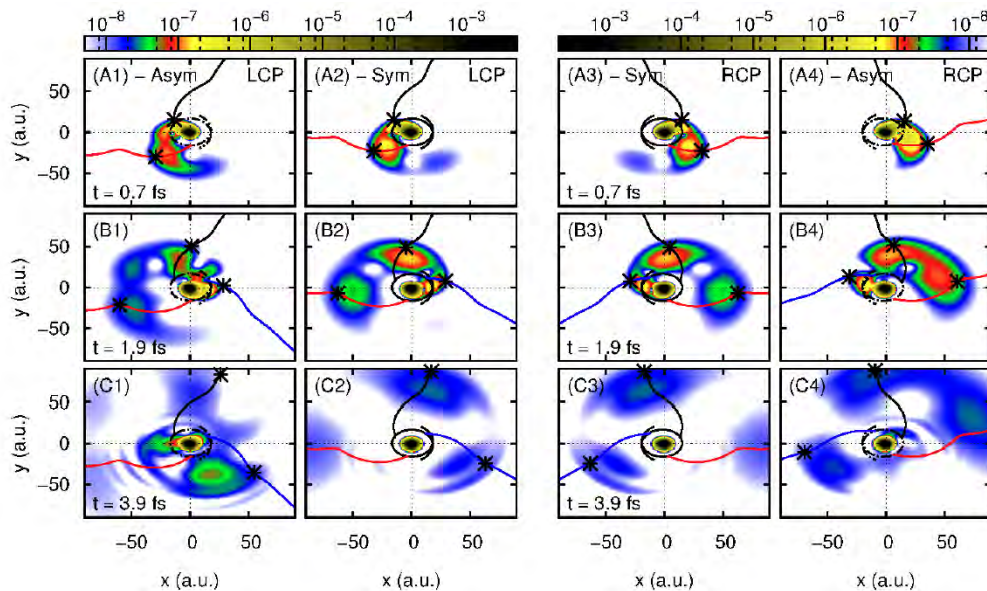 10⁻⁸ 10⁻⁷ 10⁻⁶ 10⁻⁵ 10⁻⁴ 10⁻³ 10⁻³ 10⁻⁴ 10⁻⁵ 10⁻⁶ 10⁻⁷ 10⁻⁸
(A1) – Asym LCP (A2) – Sym LCP (A3) – Sym RCP (A4) – Asym RCP
y (a.u.) 50 0 −50
t = 0.7 fs t = 0.7 fs
(B1) (B2) (B3) (B4)
y (a.u.) 50 0 −50
t = 1.9 fs t = 1.9 fs
(C1) (C2) (C3) (C4)
y (a.u.) 50 0 −50
t = 3.9 fs t = 3.9 fs
−50 0 50 −50 0 50 −50 0 50 −50 0 50
x (a.u.) x (a.u.) x (a.u.) x (a.u.)